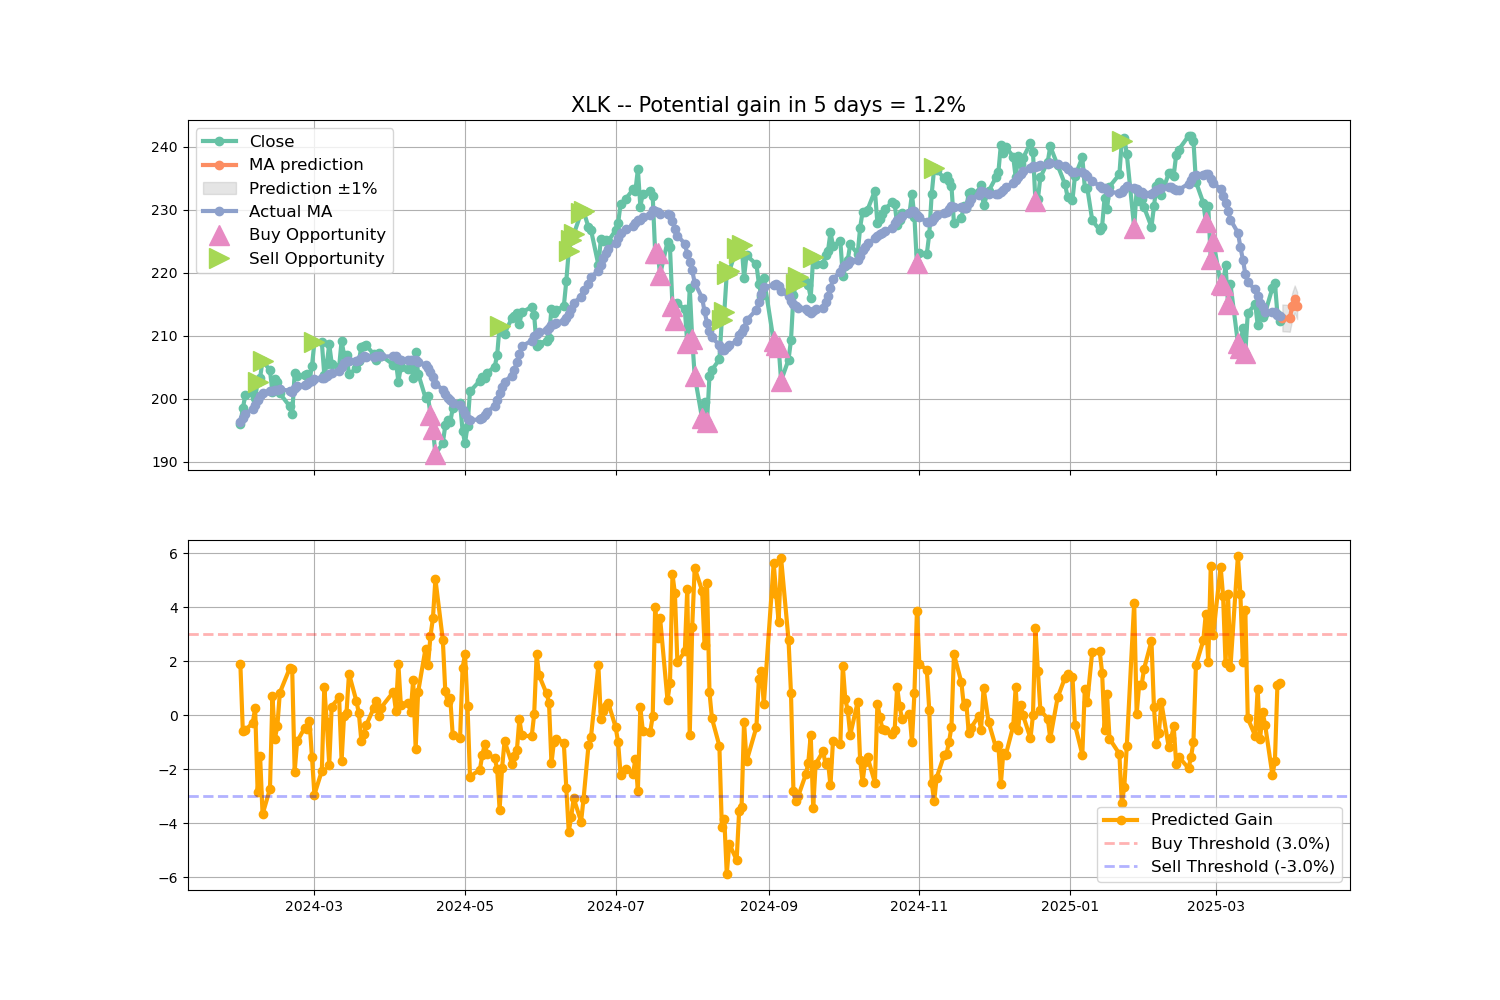 XLK -- Potential gain in 5 days = 1.2%
Close
MA prediction
Prediction ±1%
Actual MA
Buy Opportunity
Sell Opportunity
240
230
220
210
200
190
6
4
2
0
−2
−4
−6
Predicted Gain
Buy Threshold (3.0%)
Sell Threshold (-3.0%)
2024-03 2024-05 2024-07 2024-09 2024-11 2025-01 2025-03